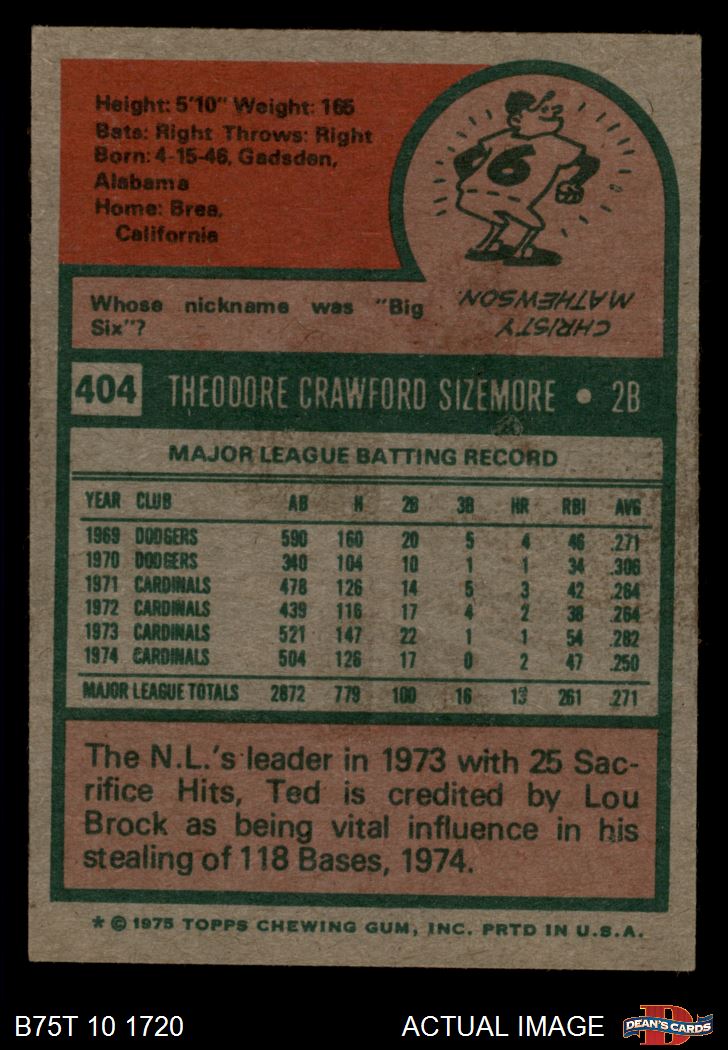 Height: 5'10" Weight: 165
Bats: Right Throws: Right
Born: 4-15-46, Gadsden,
Alabama
Home: Brea,
California
6
Whose nickname was "Big
Six"?
CHRISTY
MATHEWSON.
404 THEODORE CRAWFORD SIZEMORE • 2B
MAJOR LEAGUE BATTING RECORD
YEAR CLUB AB H 2B 3B HR RBI AVG
1969 DODGERS 590 160 20 5 4 46 .271
1970 DODGERS 340 104 10 1 1 34 .306
1971 CARDINALS 478 126 14 5 3 42 .264
1972 CARDINALS 439 116 17 4 2 38 .264
1973 CARDINALS 521 147 22 1 1 54 .282
1974 CARDINALS 504 126 17 0 2 47 .250
MAJOR LEAGUE TOTALS 2872 779 100 16 13 261 .271
The N.L.'s leader in 1973 with 25 Sac-
rifice Hits, Ted is credited by Lou
Brock as being vital influence in his
stealing of 118 Bases, 1974.
* © 1975 TOPPS CHEWING GUM, INC. PRTD IN U.S.A.
B75T 10 1720 ACTUAL IMAGE
D
DEAN'S CARDS